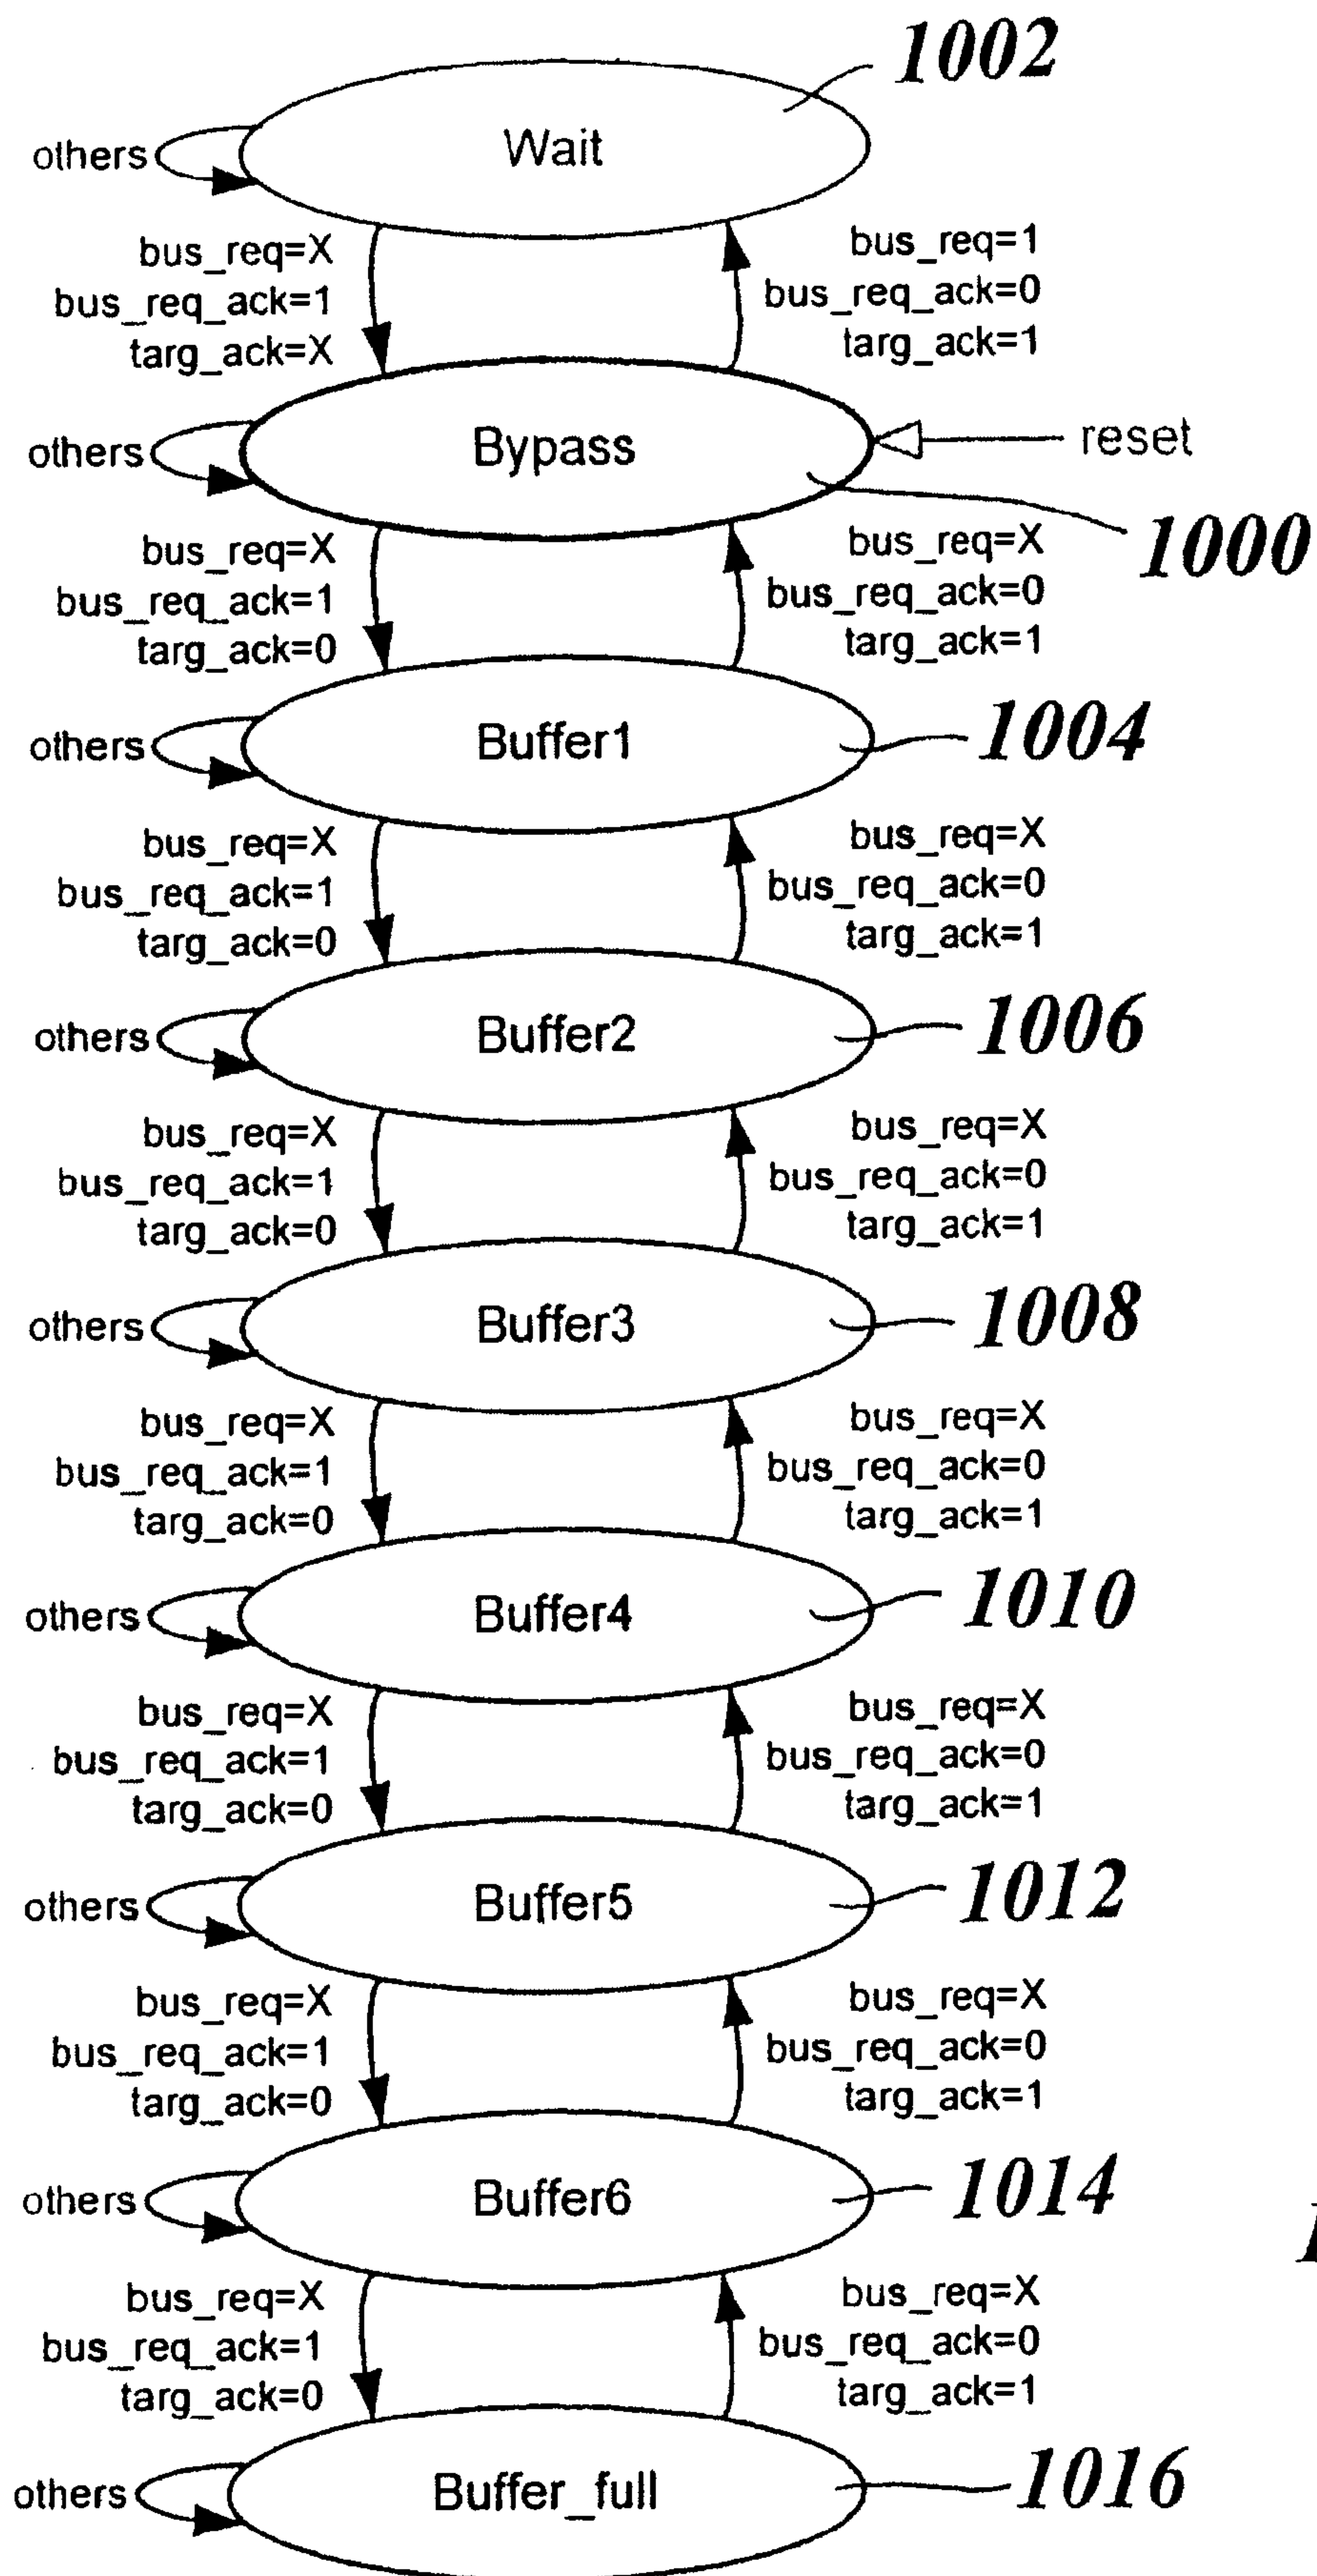 1002
Wait
others
bus_req=X
bus_req_ack=1
targ_ack=X
bus_req=1
bus_req_ack=0
targ_ack=1
Bypass
others
reset
1000
bus_req=X
bus_req_ack=1
targ_ack=0
bus_req=X
bus_req_ack=0
targ_ack=1
Buffer1
others
1004
bus_req=X
bus_req_ack=1
targ_ack=0
bus_req=X
bus_req_ack=0
targ_ack=1
Buffer2
others
1006
bus_req=X
bus_req_ack=1
targ_ack=0
bus_req=X
bus_req_ack=0
targ_ack=1
Buffer3
others
1008
bus_req=X
bus_req_ack=1
targ_ack=0
bus_req=X
bus_req_ack=0
targ_ack=1
Buffer4
others
1010
bus_req=X
bus_req_ack=1
targ_ack=0
bus_req=X
bus_req_ack=0
targ_ack=1
Buffer5
others
1012
bus_req=X
bus_req_ack=1
targ_ack=0
bus_req=X
bus_req_ack=0
targ_ack=1
Buffer6
others
1014
bus_req=X
bus_req_ack=1
targ_ack=0
bus_req=X
bus_req_ack=0
targ_ack=1
Buffer_full
others
1016